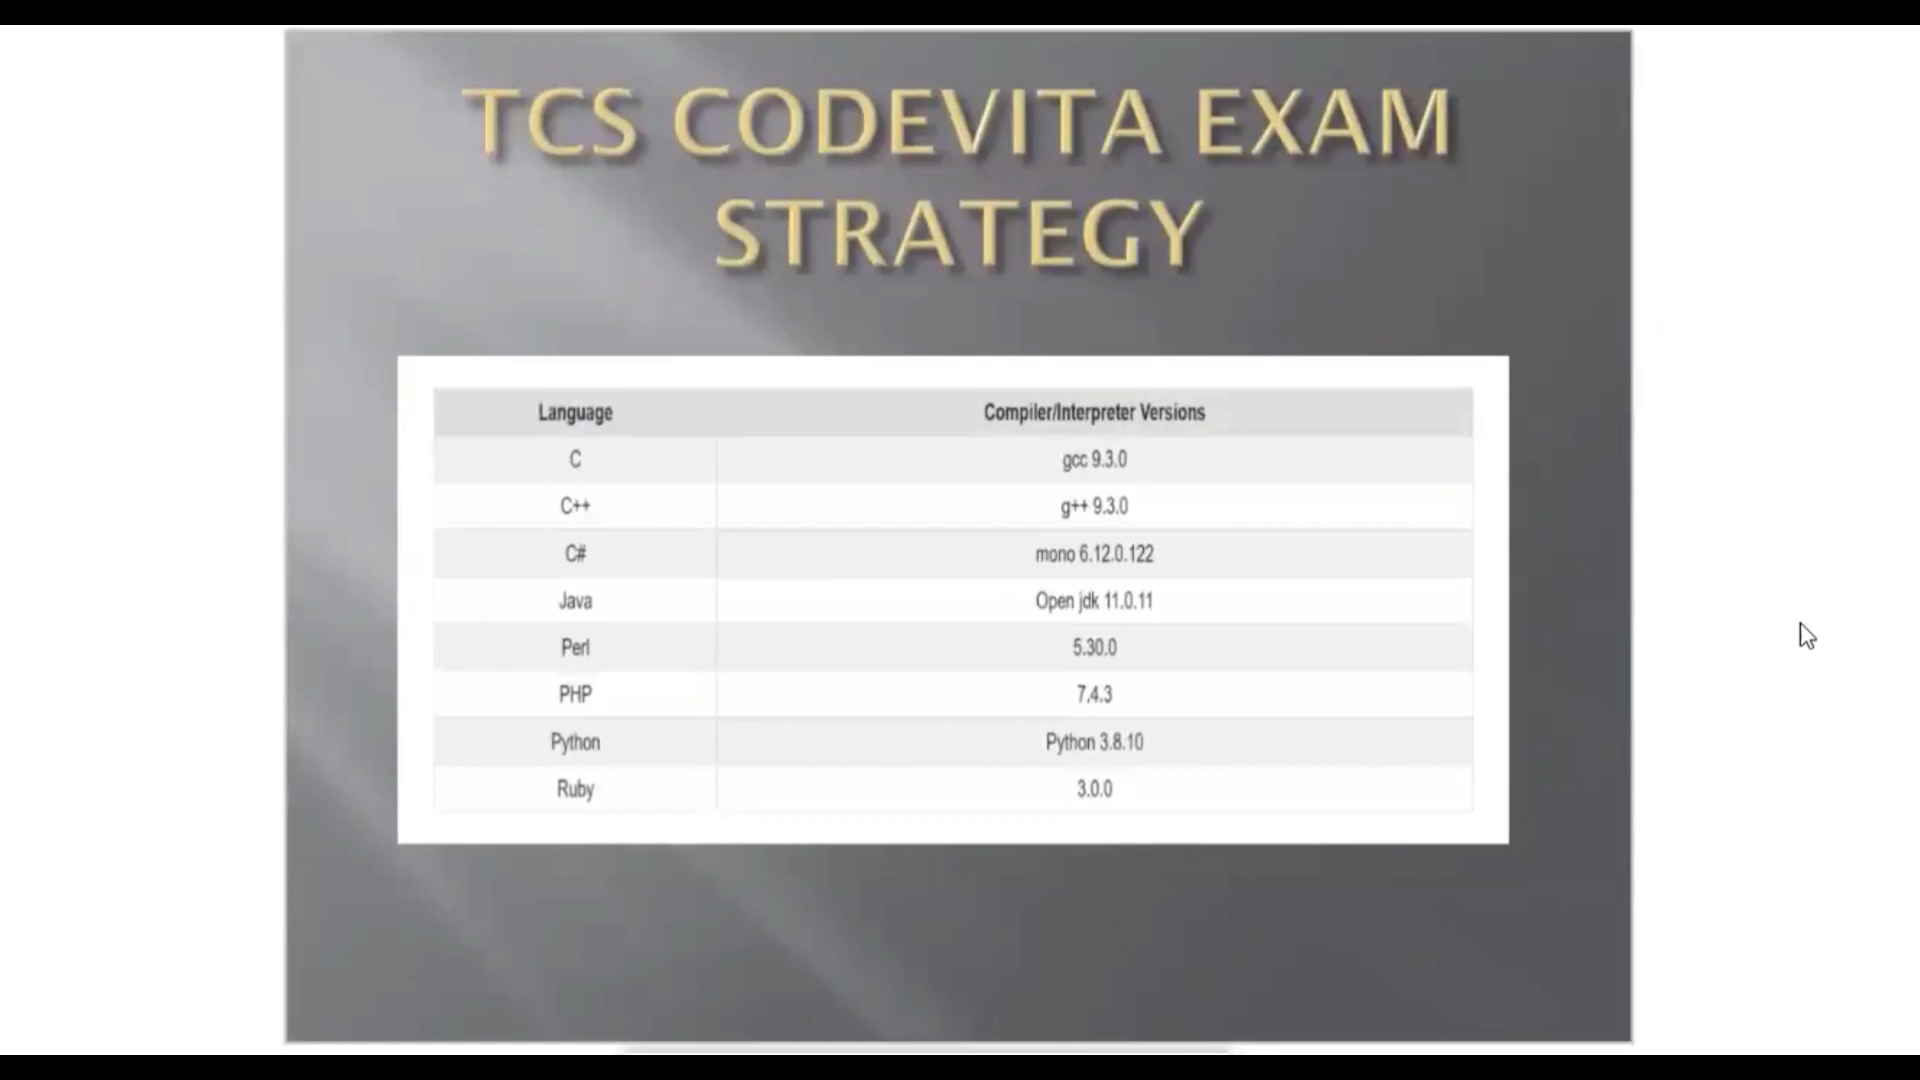 TCS CODEVITA EXAM
STRATEGY
Language Compiler/Interpreter Versions
C gcc 9.3.0
C++ g++ 9.3.0
C# mono 6.12.0.122
Java Open jdk 11.0.11
Perl 5.30.0
PHP 7.4.3
Python Python 3.8.10
Ruby 3.0.0